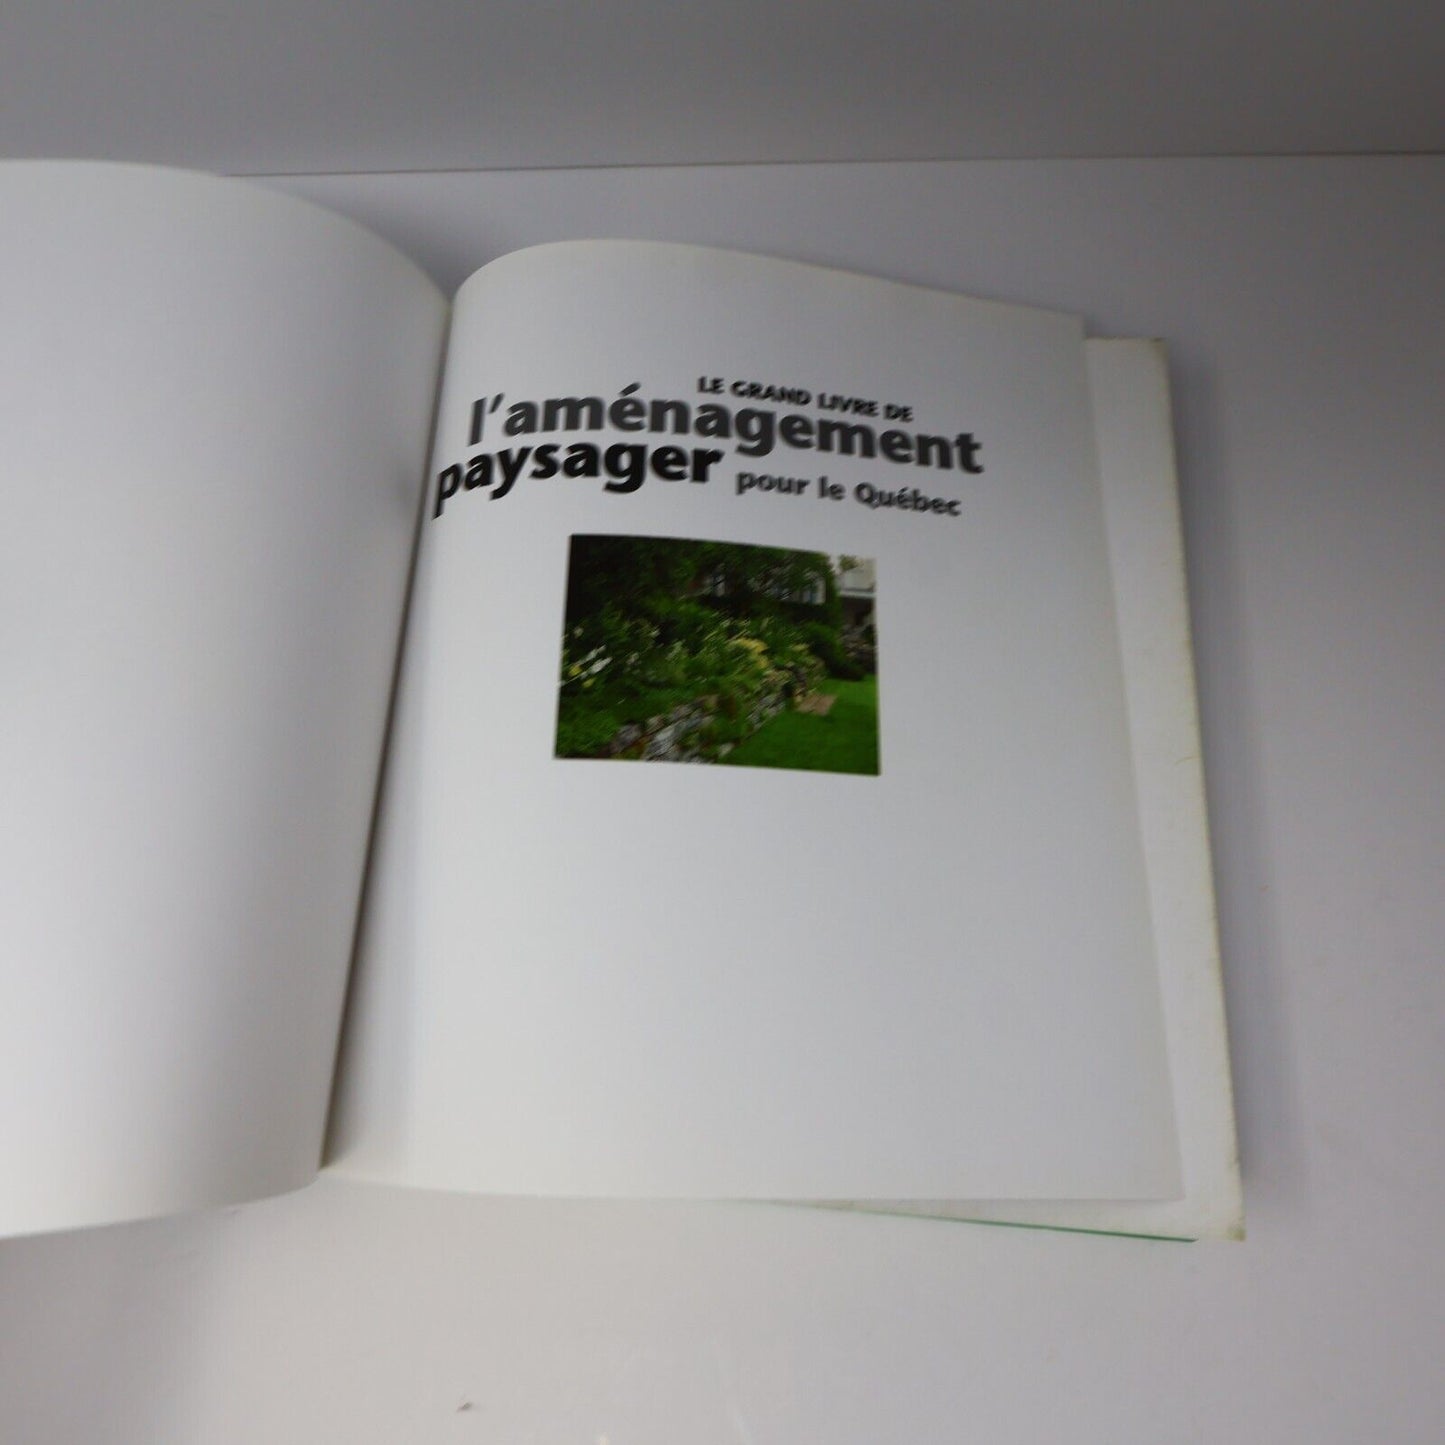 LE GRAND LIVRE DE
l'aménagement
paysager pour le Québec